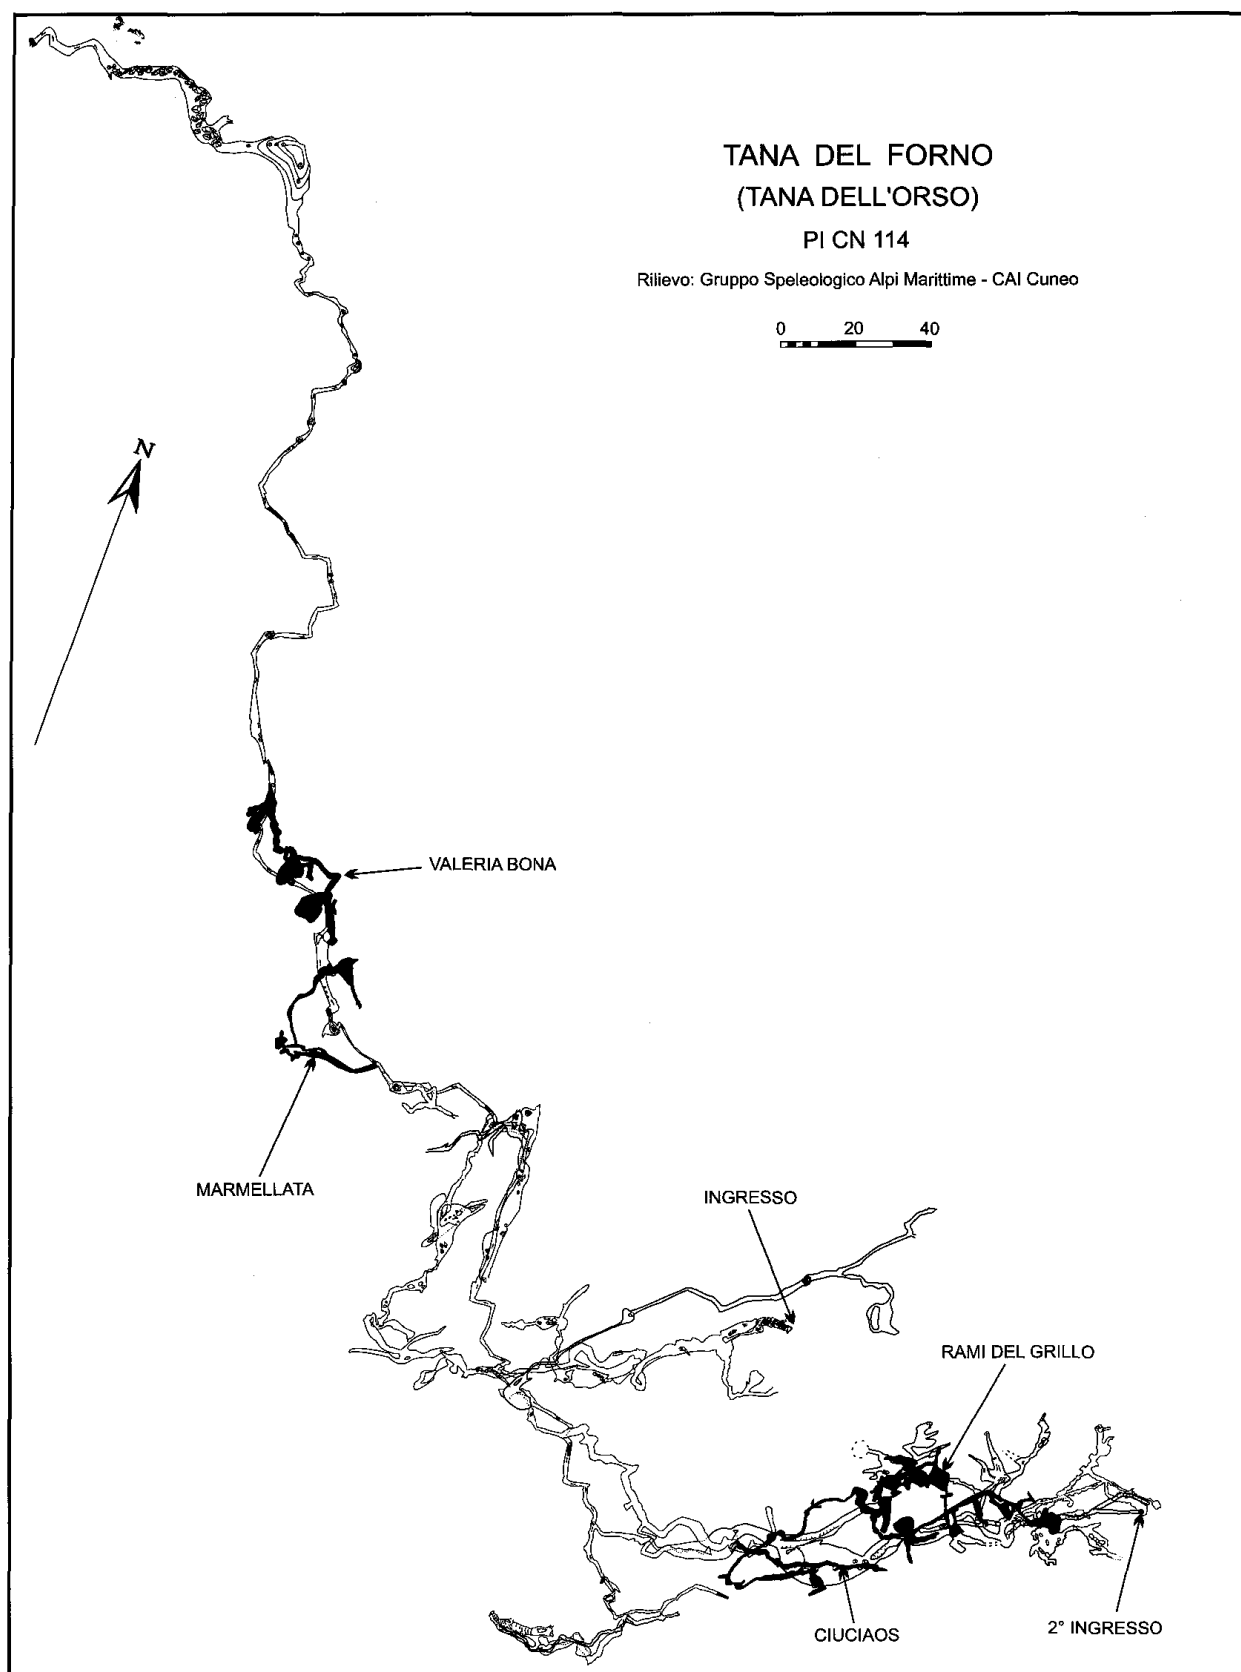 TANA DEL FORNO
(TANA DELL'ORSO)
PI CN 114
Rilievo: Gruppo Speleologico Alpi Marittime - CAI Cuneo
0 20 40
N
VALERIA BONA
MARMELLATA
INGRESSO
RAMI DEL GRILLO
CIUCIAOS
2° INGRESSO